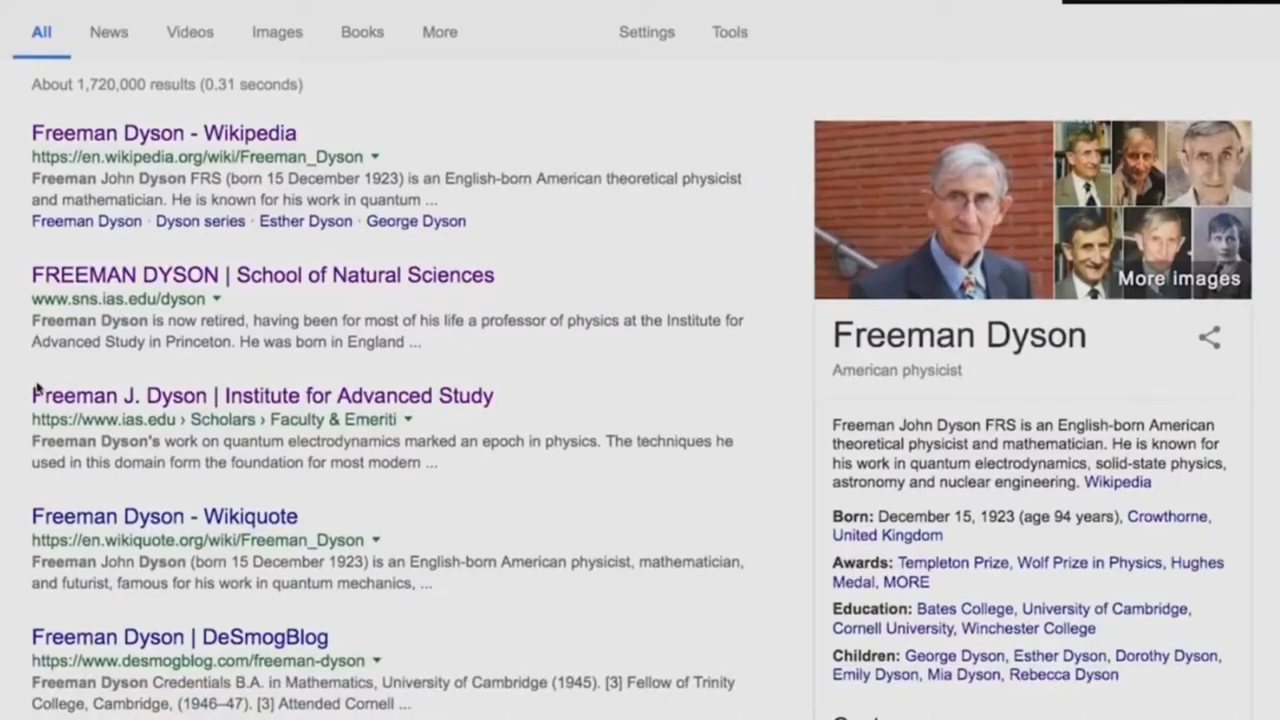 All News Videos Images Books More Settings Tools
About 1,720,000 results (0.31 seconds)
Freeman Dyson - Wikipedia
https://en.wikipedia.org/wiki/Freeman_Dyson
Freeman John Dyson FRS (born 15 December 1923) is an English-born American theoretical physicist
and mathematician. He is known for his work in quantum ...
Freeman Dyson · Dyson series · Esther Dyson · George Dyson
FREEMAN DYSON | School of Natural Sciences
www.sns.ias.edu/dyson
Freeman Dyson is now retired, having been for most of his life a professor of physics at the Institute for
Advanced Study in Princeton. He was born in England ...
Freeman J. Dyson | Institute for Advanced Study
https://www.ias.edu › Scholars › Faculty & Emeriti
Freeman Dyson's work on quantum electrodynamics marked an epoch in physics. The techniques he
used in this domain form the foundation for most modern ...
Freeman Dyson - Wikiquote
https://en.wikiquote.org/wiki/Freeman_Dyson
Freeman John Dyson (born 15 December 1923) is an English-born American physicist, mathematician,
and futurist, famous for his work in quantum mechanics, ...
Freeman Dyson | DeSmogBlog
https://www.desmogblog.com/freeman-dyson
Freeman Dyson Credentials B.A. in Mathematics, University of Cambridge (1945). [3] Fellow of Trinity
College, Cambridge, (1946–47). [3] Attended Cornell ...
More images
Freeman Dyson
American physicist
Freeman John Dyson FRS is an English-born American
theoretical physicist and mathematician. He is known for
his work in quantum electrodynamics, solid-state physics,
astronomy and nuclear engineering. Wikipedia
Born: December 15, 1923 (age 94 years), Crowthorne,
United Kingdom
Awards: Templeton Prize, Wolf Prize in Physics, Hughes
Medal, MORE
Education: Bates College, University of Cambridge,
Cornell University, Winchester College
Children: George Dyson, Esther Dyson, Dorothy Dyson,
Emily Dyson, Mia Dyson, Rebecca Dyson